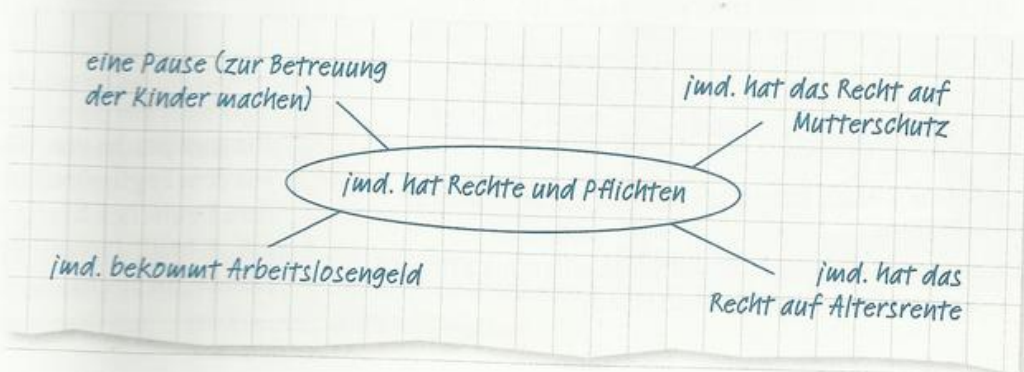 eine Pause (zur Betreuung
der Kinder machen)
jmd. hat das Recht auf
Mutterschutz
jmd. hat Rechte und Pflichten
jmd. bekommt Arbeitslosengeld
jmd. hat das
Recht auf Altersrente